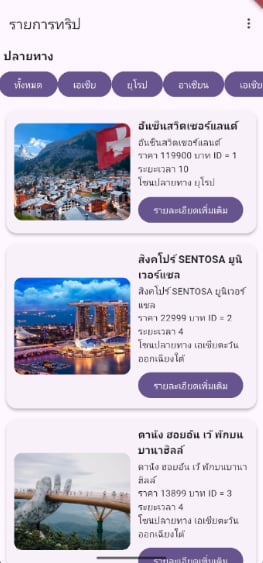 รายการทริป
ปลายทาง
ทั้งหมด
เอเชีย
ยุโรป
อาเซียน
เอเชีย
อันซีนสวิตเซอร์แลนด์
อันซีนสวิตเซอร์แลนด์
ราคา 119900 บาท ID = 1
ระยะเวลา 10
โซนปลายทาง ยุโรป
รายละเอียดเพิ่มเติม
สิงคโปร์ SENTOSA ยูนิ
เวอร์แซล
สิงคโปร์ SENTOSA ยูนิเวอร์
แซล
ราคา 22999 บาท ID = 2
ระยะเวลา 4
โซนปลายทาง เอเชียตะวัน
ออกเฉียงใต้
รายละเอียดเพิ่มเติม
ดานัง ฮอยอัน เว้ พักบน
บานาฮิลล์
ดานัง ฮอยอัน เว้ พักบนบานา
ฮิลล์
ราคา 13899 บาท ID = 3
ระยะเวลา 4
โซนปลายทาง เอเชียตะวัน
ออกเฉียงใต้
รายละเอียดเพิ่มเติม